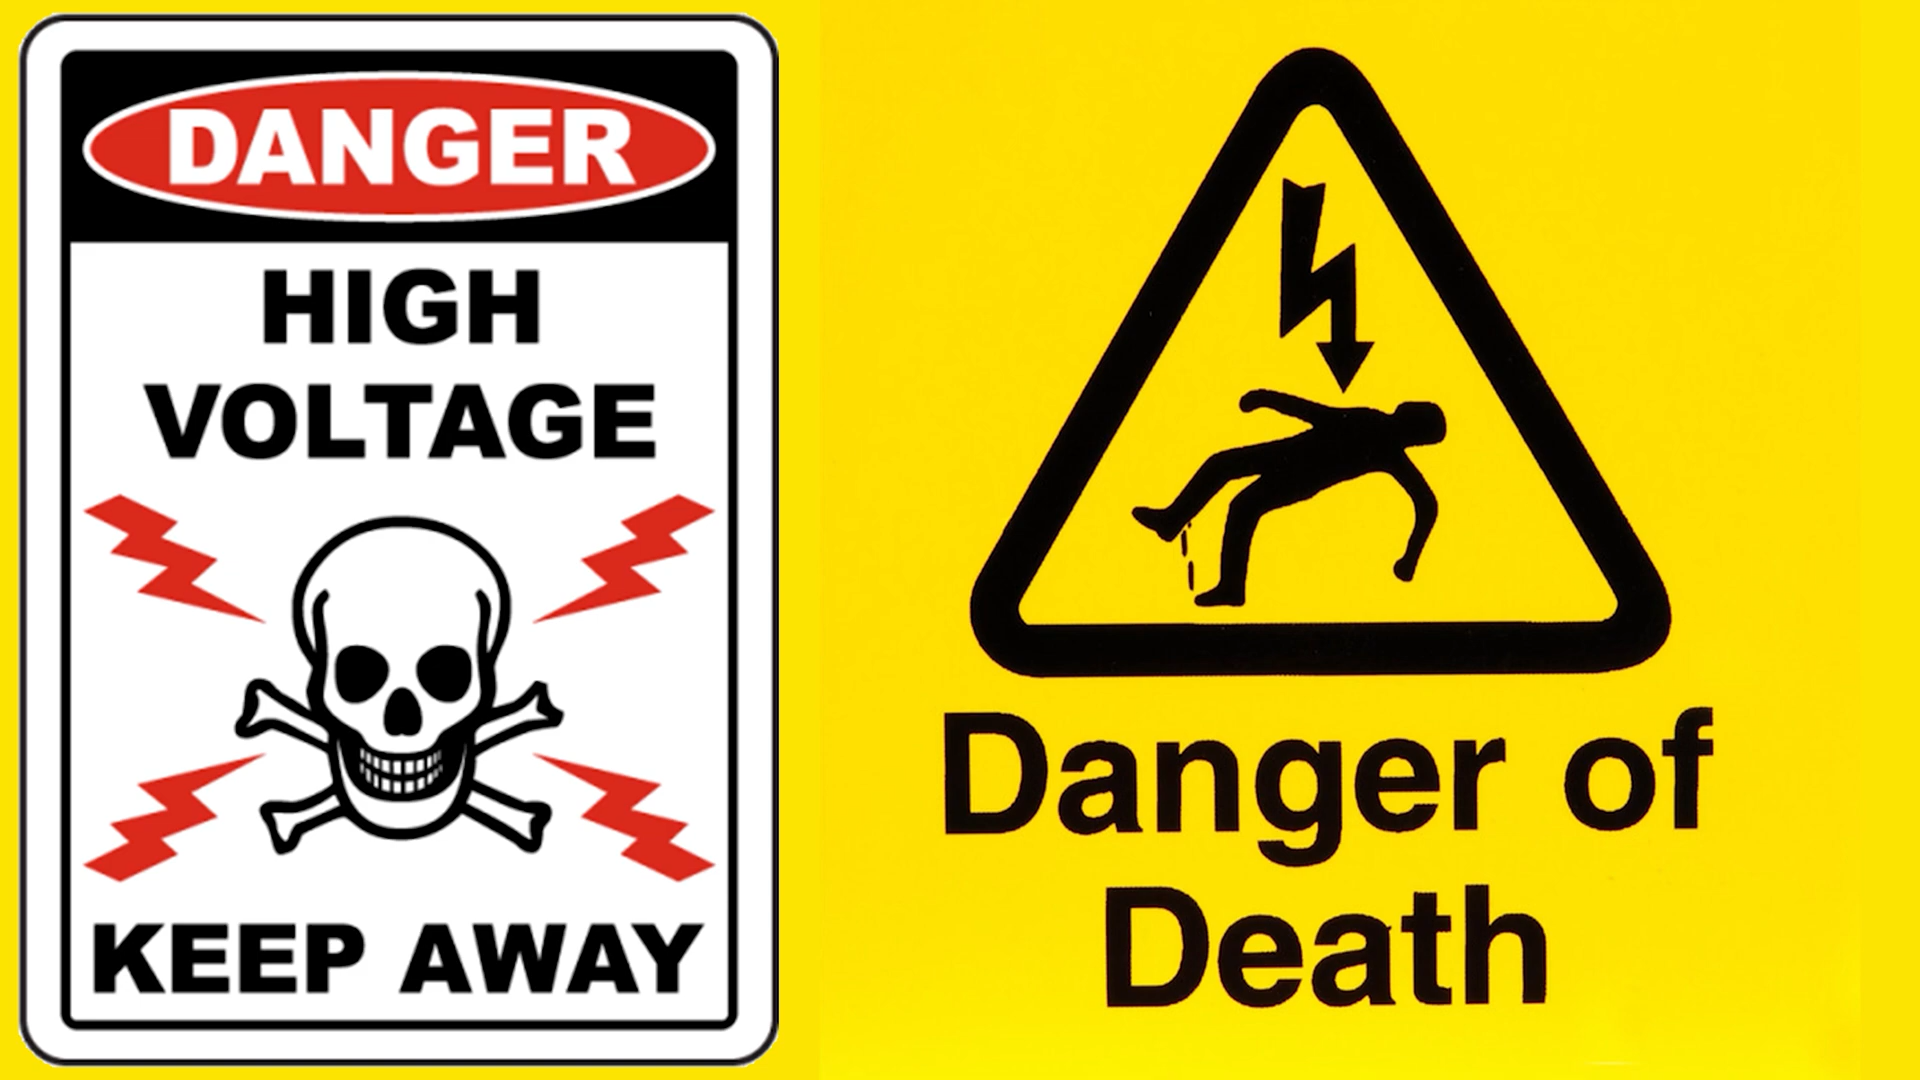 DANGER
HIGH
VOLTAGE
KEEP AWAY
Danger of
Death